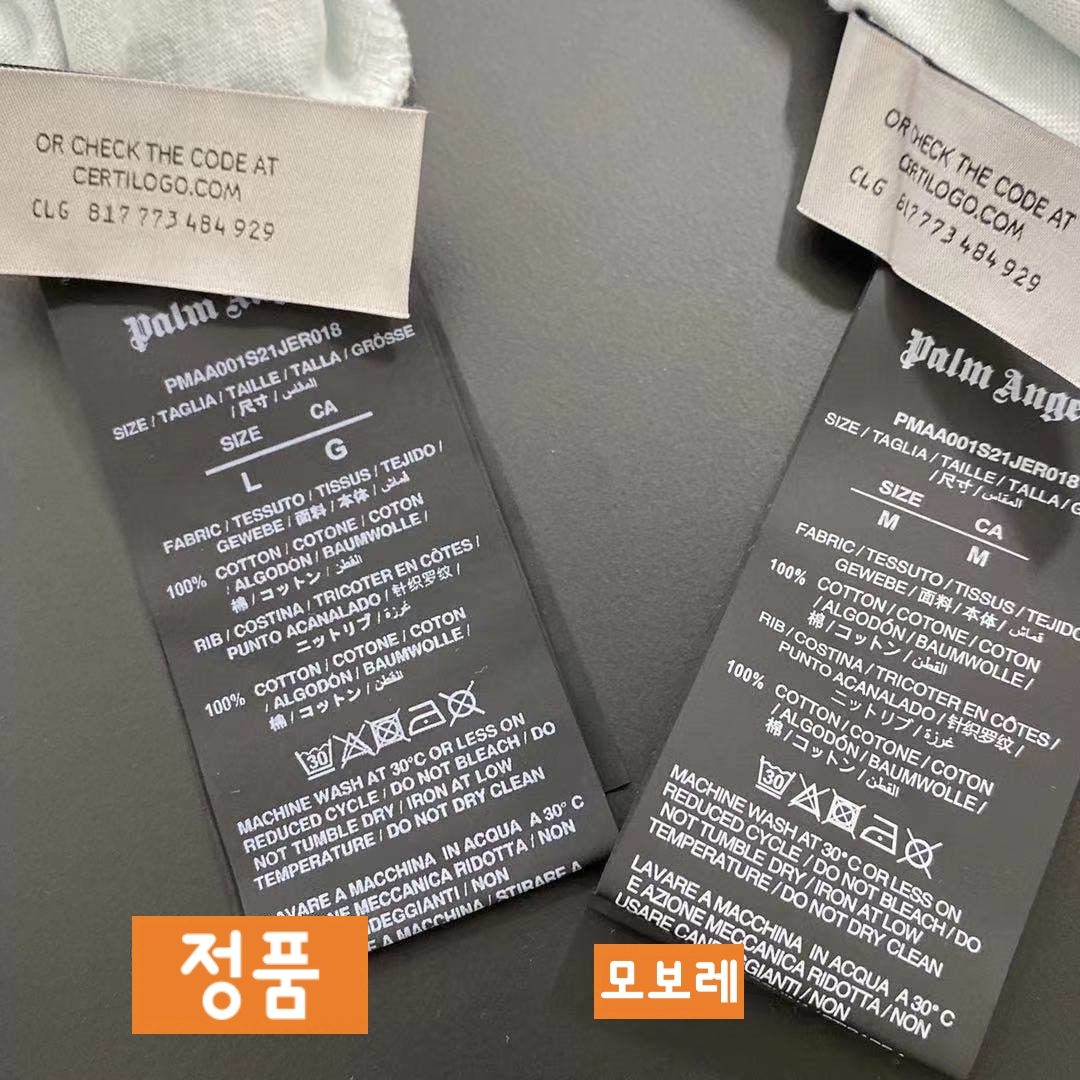 OR CHECK THE CODE AT
CERTILOGO.COM
CLG 817 773 484 929
Palm
PMAA001S21JER018
SIZE / TAGLIA / TAILLE / TALLA / GRÖSSE
/ 尺寸 / المقاس
SIZE CA
L G
FABRIC / TESSUTO / TISSUS / TEJIDO /
GEWEBE / 面料 / 本体 / قماش
100% COTTON / COTONE / COTON
/ ALGODÓN / BAUMWOLLE /
棉 / コットン / القطن
RIB / COSTINA / TRICOTER EN CÔTES /
PUNTO ACANALADO / 针织罗纹 /
ニットリブ / غرزة
100% COTTON / COTONE / COTON
/ ALGODÓN / BAUMWOLLE /
棉 / コットン / القطن
30
MACHINE WASH AT 30°C OR LESS ON
REDUCED CYCLE / DO NOT BLEACH / DO
NOT TUMBLE DRY / IRON AT LOW
TEMPERATURE / DO NOT DRY CLEAN
LAVARE A MACCHINA IN ACQUA A 30° C
MECCANICA RIDOTTA / NON
/ NON
A MACCHINA / STIRARE A
정품
OR CHECK THE CODE AT
CERTILOGO.COM
CLG 817 773 484 929
Palm Ange
PMAA001S21JER018
SIZE / TAGLIA / TAILLE / TALLA / G
/ 尺寸 / المقاس
SIZE CA
M M
FABRIC / TESSUTO / TISSUS / TEJIDO
GEWEBE / 面料 / 本体 / قماش
100% COTTON / COTONE / COTON
/ ALGODÓN / BAUMWOLLE /
棉 / コットン / القطن
RIB / COSTINA / TRICOTER EN CÔTES /
PUNTO ACANALADO / 针织罗纹 /
ニットリブ / غرزة
100% COTTON / COTONE / COTON
/ ALGODÓN / BAUMWOLLE /
棉 / コットン / القطن
30
MACHINE WASH AT 30°C OR LESS ON
REDUCED CYCLE / DO NOT BLEACH / DO
NOT TUMBLE DRY / IRON AT LOW
TEMPERATURE / DO NOT DRY CLEAN
LAVARE A MACCHINA IN ACQUA A 30° C
E AZIONE MECCANICA RIDOTTA / NON
USARE CANDEGGIANTI / NON
모보레